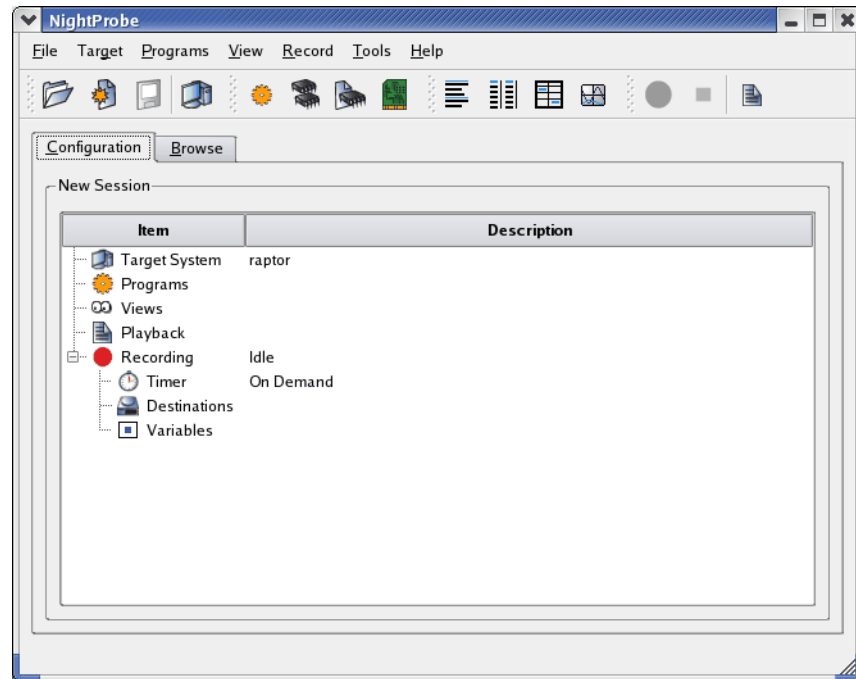 NightProbe
File Target Programs View Record Tools Help
Configuration Browse
New Session
Item Description
Target System raptor
Programs
Views
Playback
Recording Idle
Timer On Demand
Destinations
Variables